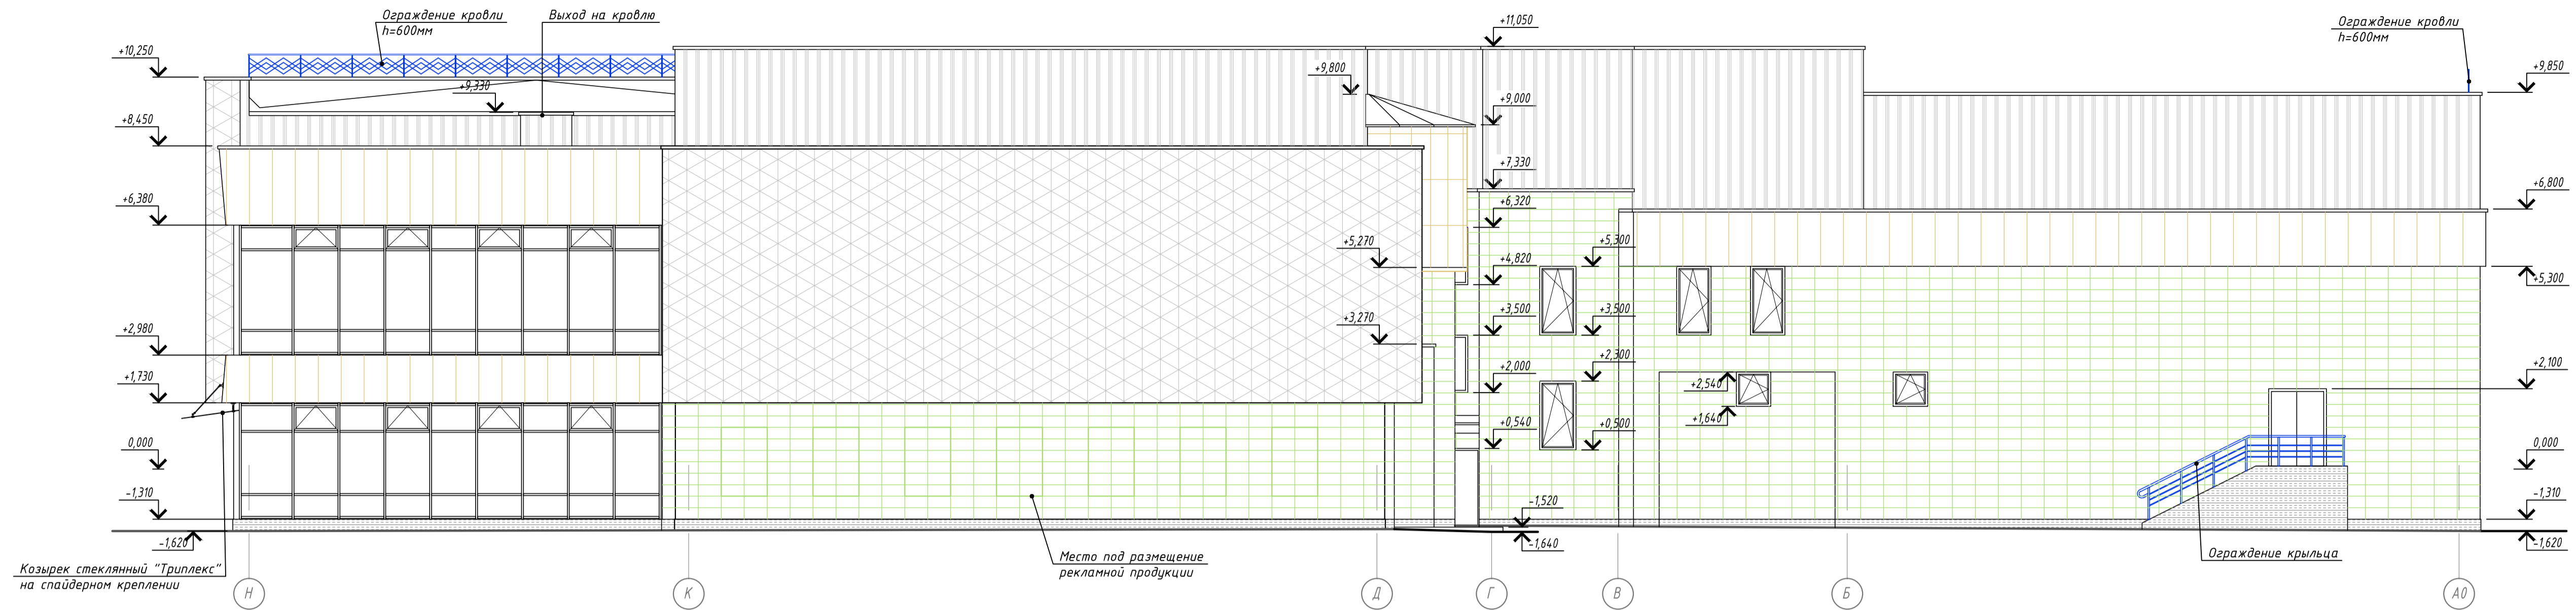 Ограждение кровли
h=600мм
Выход на кровлю
+11,050
Ограждение кровли
h=600мм
+10,250
+9,330
+9,800
+9,850
+9,000
+8,450
+7,330
+6,800
+6,380
+6,320
+5,270
+5,300
+4,820
+5,300
+3,500
+3,500
+3,270
+2,980
+2,300
+2,000
+2,540
+2,100
+1,730
+1,640
+0,540
+0,500
0,000
0,000
-1,310
-1,310
-1,520
-1,620
-1,640
-1,620
Козырек стеклянный "Триплекс"
на спайдерном креплении
Место под размещение
рекламной продукции
Ограждение крыльца
Н
К
Д
Г
В
Б
А0